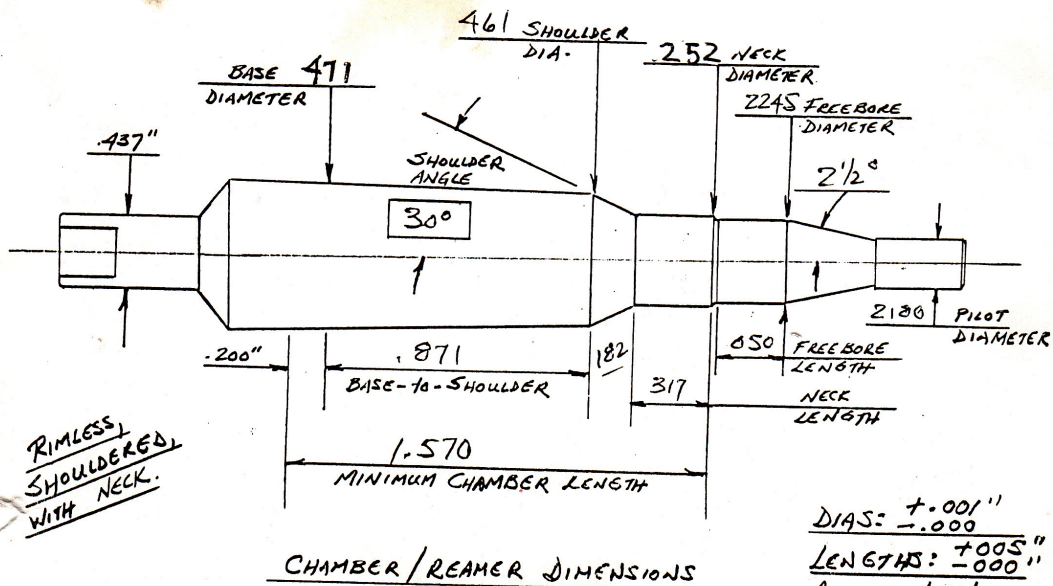 461 SHOULDER
DIA.
.252 NECK
DIAMETER
BASE 471
DIAMETER
2245 FREEBORE
DIAMETER
.437"
SHOULDER
ANGLE
2 1/2°
30°
2180 PILOT
DIAMETER
.200"
.871
BASE-TO-SHOULDER
.182
050 FREEBORE
LENGTH
317 NECK
LENGTH
1.570
MINIMUM CHAMBER LENGTH
RIMLESS,
SHOULDERED,
WITH NECK.
DIAS: +.001"
-.000
LENGTHS: +005"
-000"
CHAMBER/REAMER DIMENSIONS